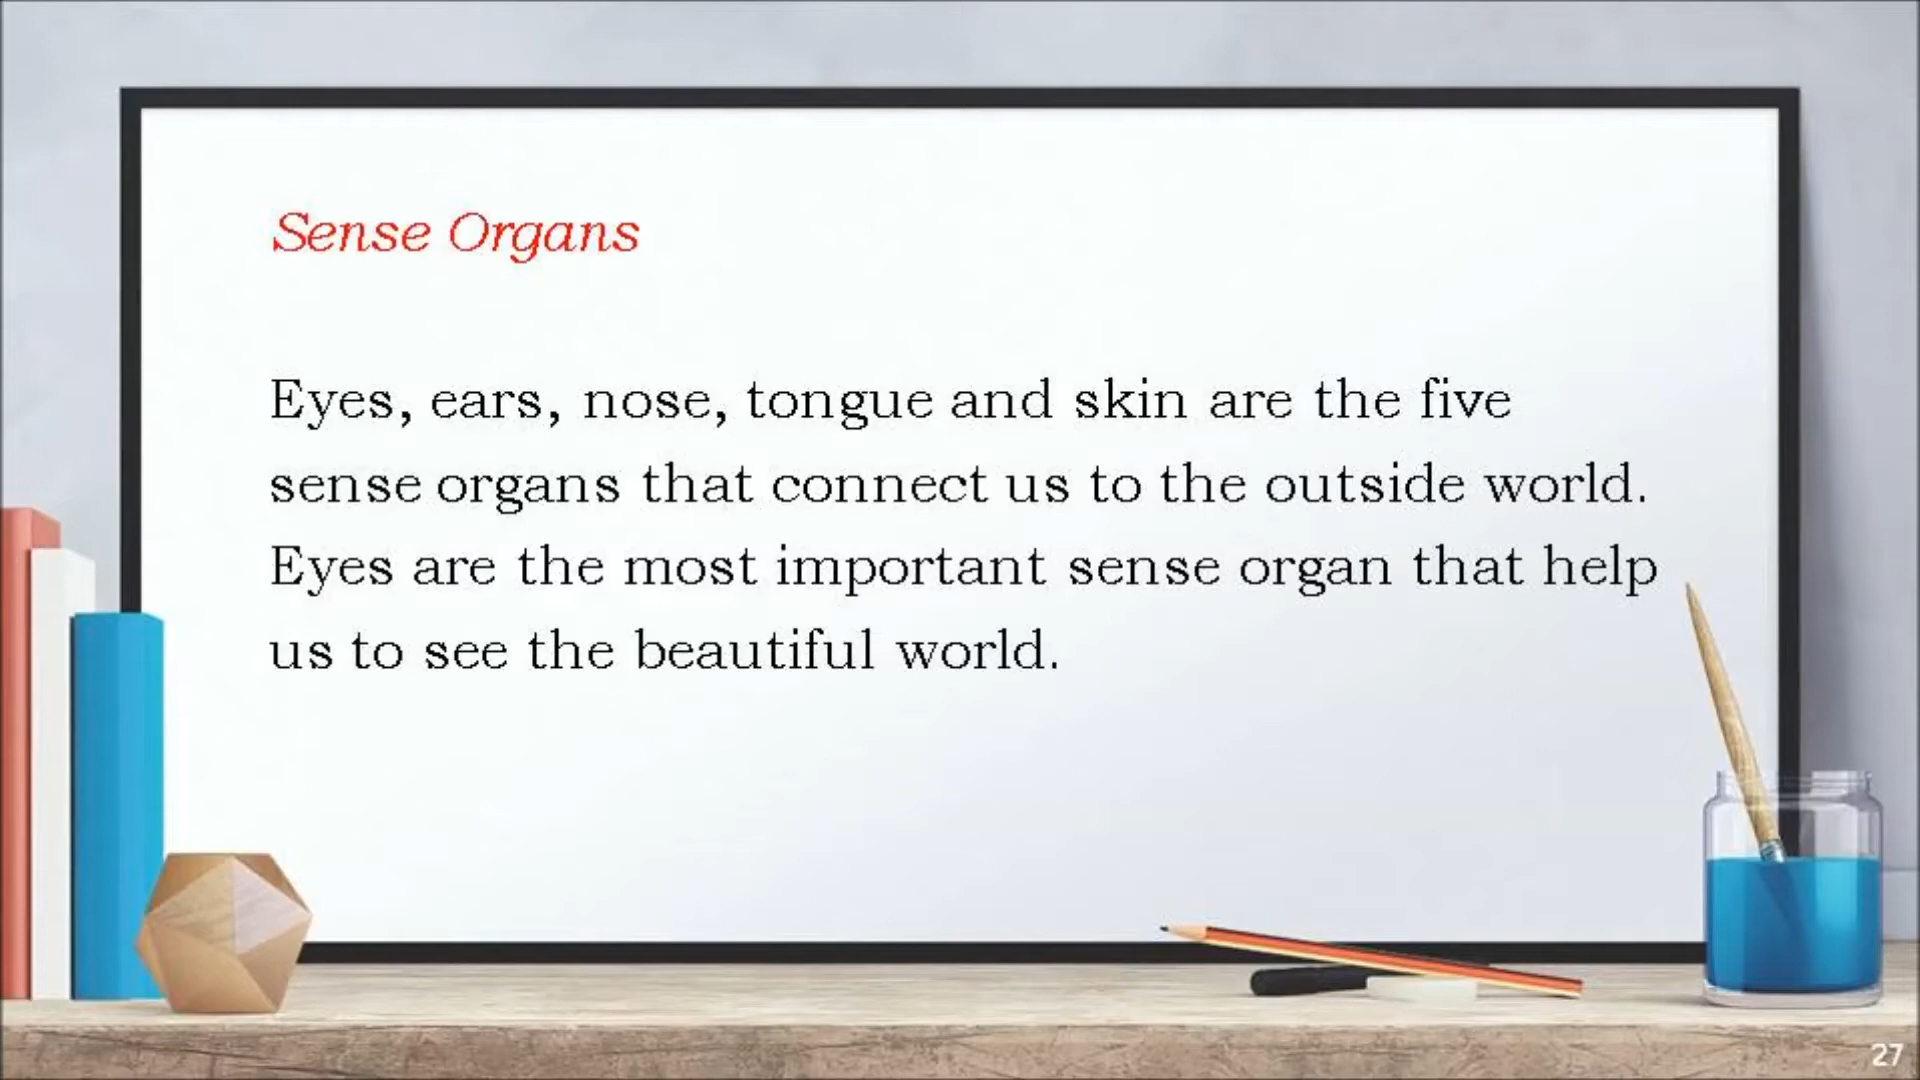 Sense Organs
Eyes, ears, nose, tongue and skin are the five
sense organs that connect us to the outside world.
Eyes are the most important sense organ that help
us to see the beautiful world.
27